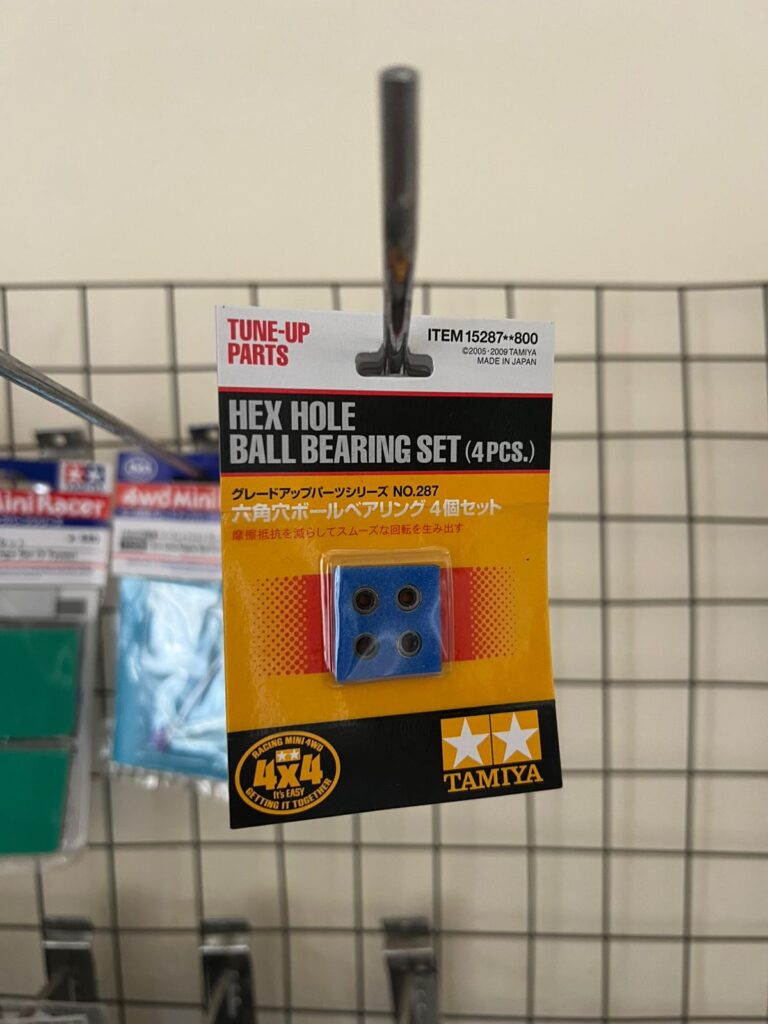 TUNE-UP
PARTS
ITEM 15287**800
©2005・2009 TAMIYA
MADE IN JAPAN
HEX HOLE
BALL BEARING SET (4PCS.)
グレードアップパーツシリーズ NO.287
六角穴ボールベアリング 4個セット
摩擦抵抗を減らしてスムーズな回転を生み出す
RACING MINI 4WD
4x4
It's EASY
GETTING IT TOGETHER
TAMIYA
Mini Racer
4wd Mini